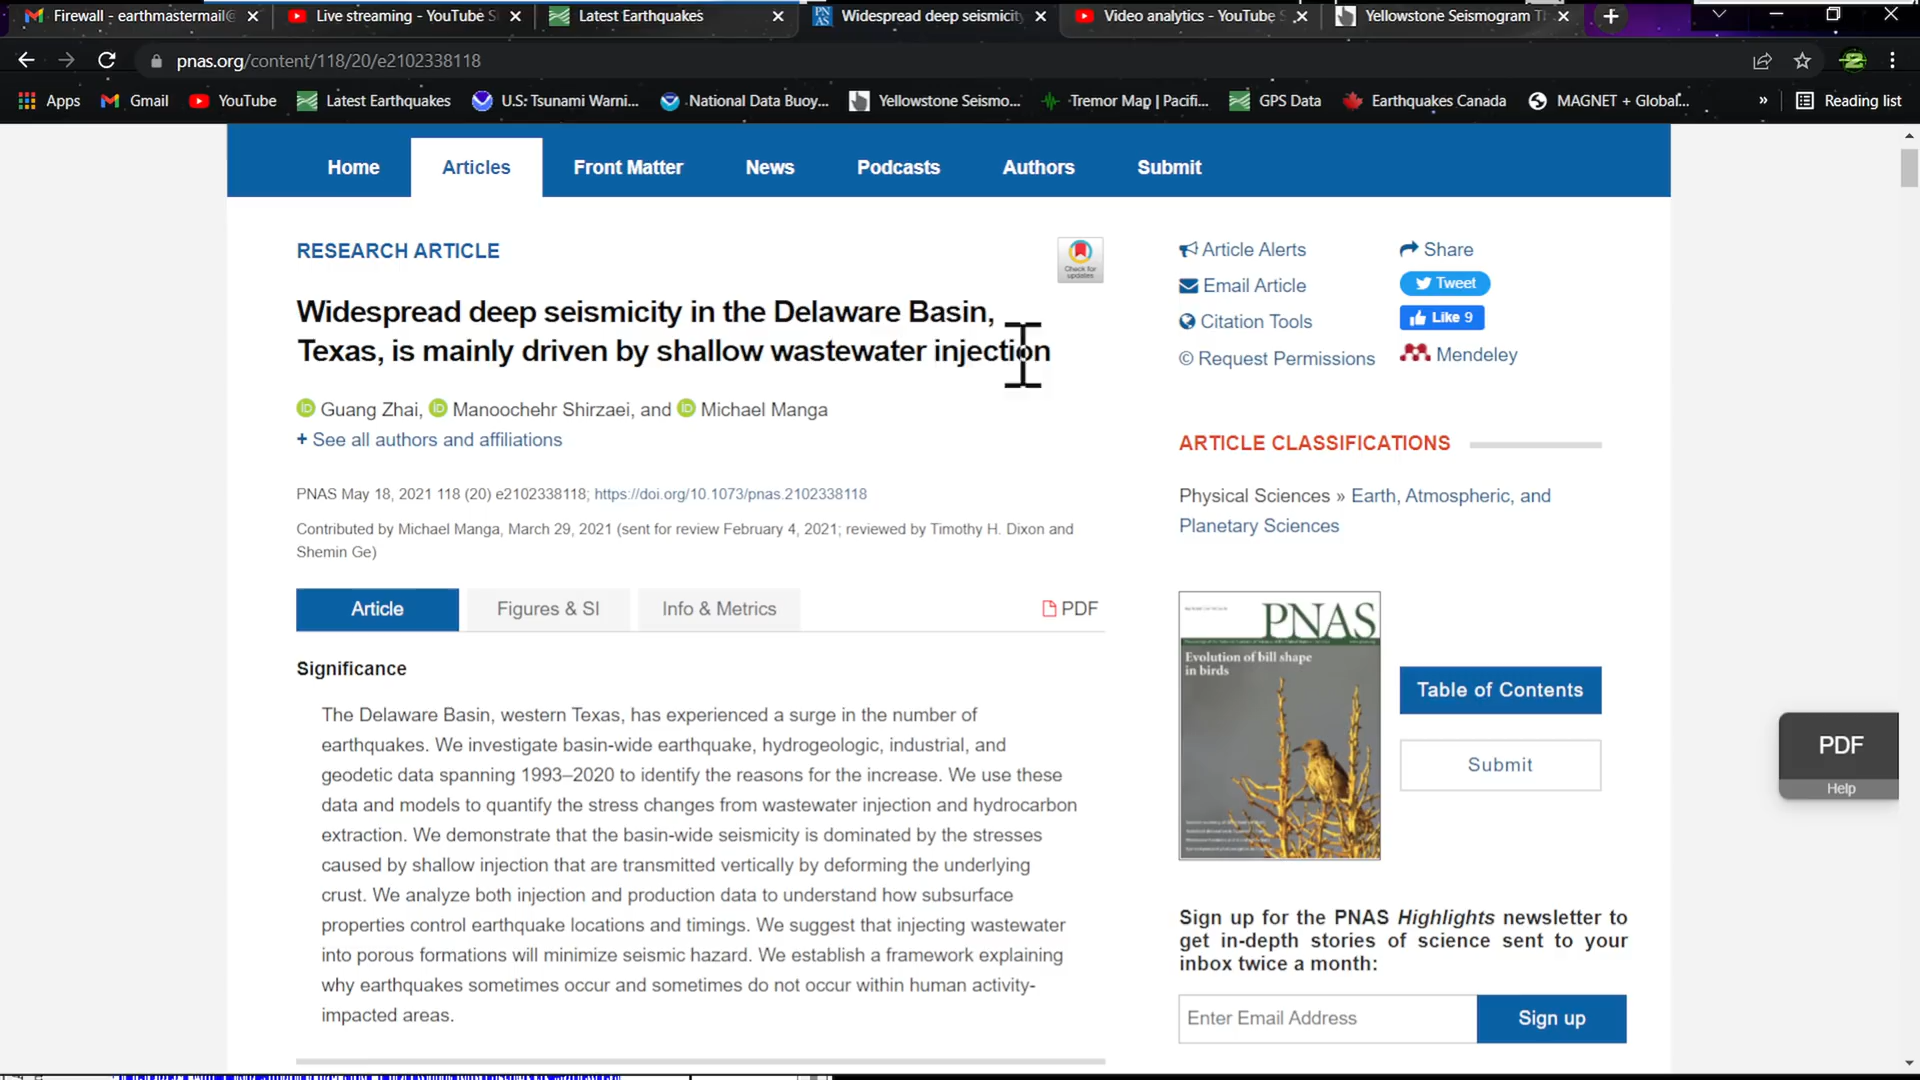 Firewall - earthmastermail@
Live streaming - YouTube S
Latest Earthquakes
Widespread deep seismicity
Video analytics - YouTube S
Yellowstone Seismogram T
pnas.org/content/118/20/e2102338118
Apps
Gmail
YouTube
Latest Earthquakes
U.S. Tsunami Warni...
National Data Buoy...
Yellowstone Seismo...
Tremor Map | Pacifi...
GPS Data
Earthquakes Canada
MAGNET + Global...
»
Reading list
Home
Articles
Front Matter
News
Podcasts
Authors
Submit
RESEARCH ARTICLE
Check for
updates
Widespread deep seismicity in the Delaware Basin,
Texas, is mainly driven by shallow wastewater injection
iD Guang Zhai, iD Manoochehr Shirzaei, and iD Michael Manga
+ See all authors and affiliations
PNAS May 18, 2021 118 (20) e2102338118; https://doi.org/10.1073/pnas.2102338118
Contributed by Michael Manga, March 29, 2021 (sent for review February 4, 2021; reviewed by Timothy H. Dixon and
Shemin Ge)
Article
Figures & SI
Info & Metrics
PDF
Significance
The Delaware Basin, western Texas, has experienced a surge in the number of
earthquakes. We investigate basin-wide earthquake, hydrogeologic, industrial, and
geodetic data spanning 1993–2020 to identify the reasons for the increase. We use these
data and models to quantify the stress changes from wastewater injection and hydrocarbon
extraction. We demonstrate that the basin-wide seismicity is dominated by the stresses
caused by shallow injection that are transmitted vertically by deforming the underlying
crust. We analyze both injection and production data to understand how subsurface
properties control earthquake locations and timings. We suggest that injecting wastewater
into porous formations will minimize seismic hazard. We establish a framework explaining
why earthquakes sometimes occur and sometimes do not occur within human activity-
impacted areas.
Article Alerts
Share
Email Article
Tweet
Citation Tools
Like 9
© Request Permissions
Mendeley
ARTICLE CLASSIFICATIONS
Physical Sciences » Earth, Atmospheric, and
Planetary Sciences
PNAS
Evolution of bill shape
in birds
Table of Contents
Submit
PDF
Help
Sign up for the PNAS Highlights newsletter to
get in-depth stories of science sent to your
inbox twice a month:
Enter Email Address
Sign up